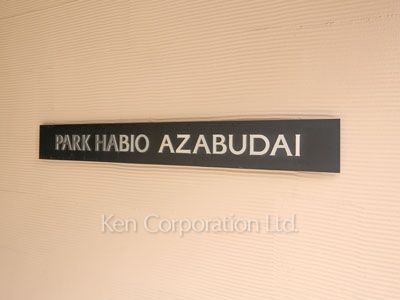 PARK HABIO AZABUDAI
Ken Corporation Ltd.